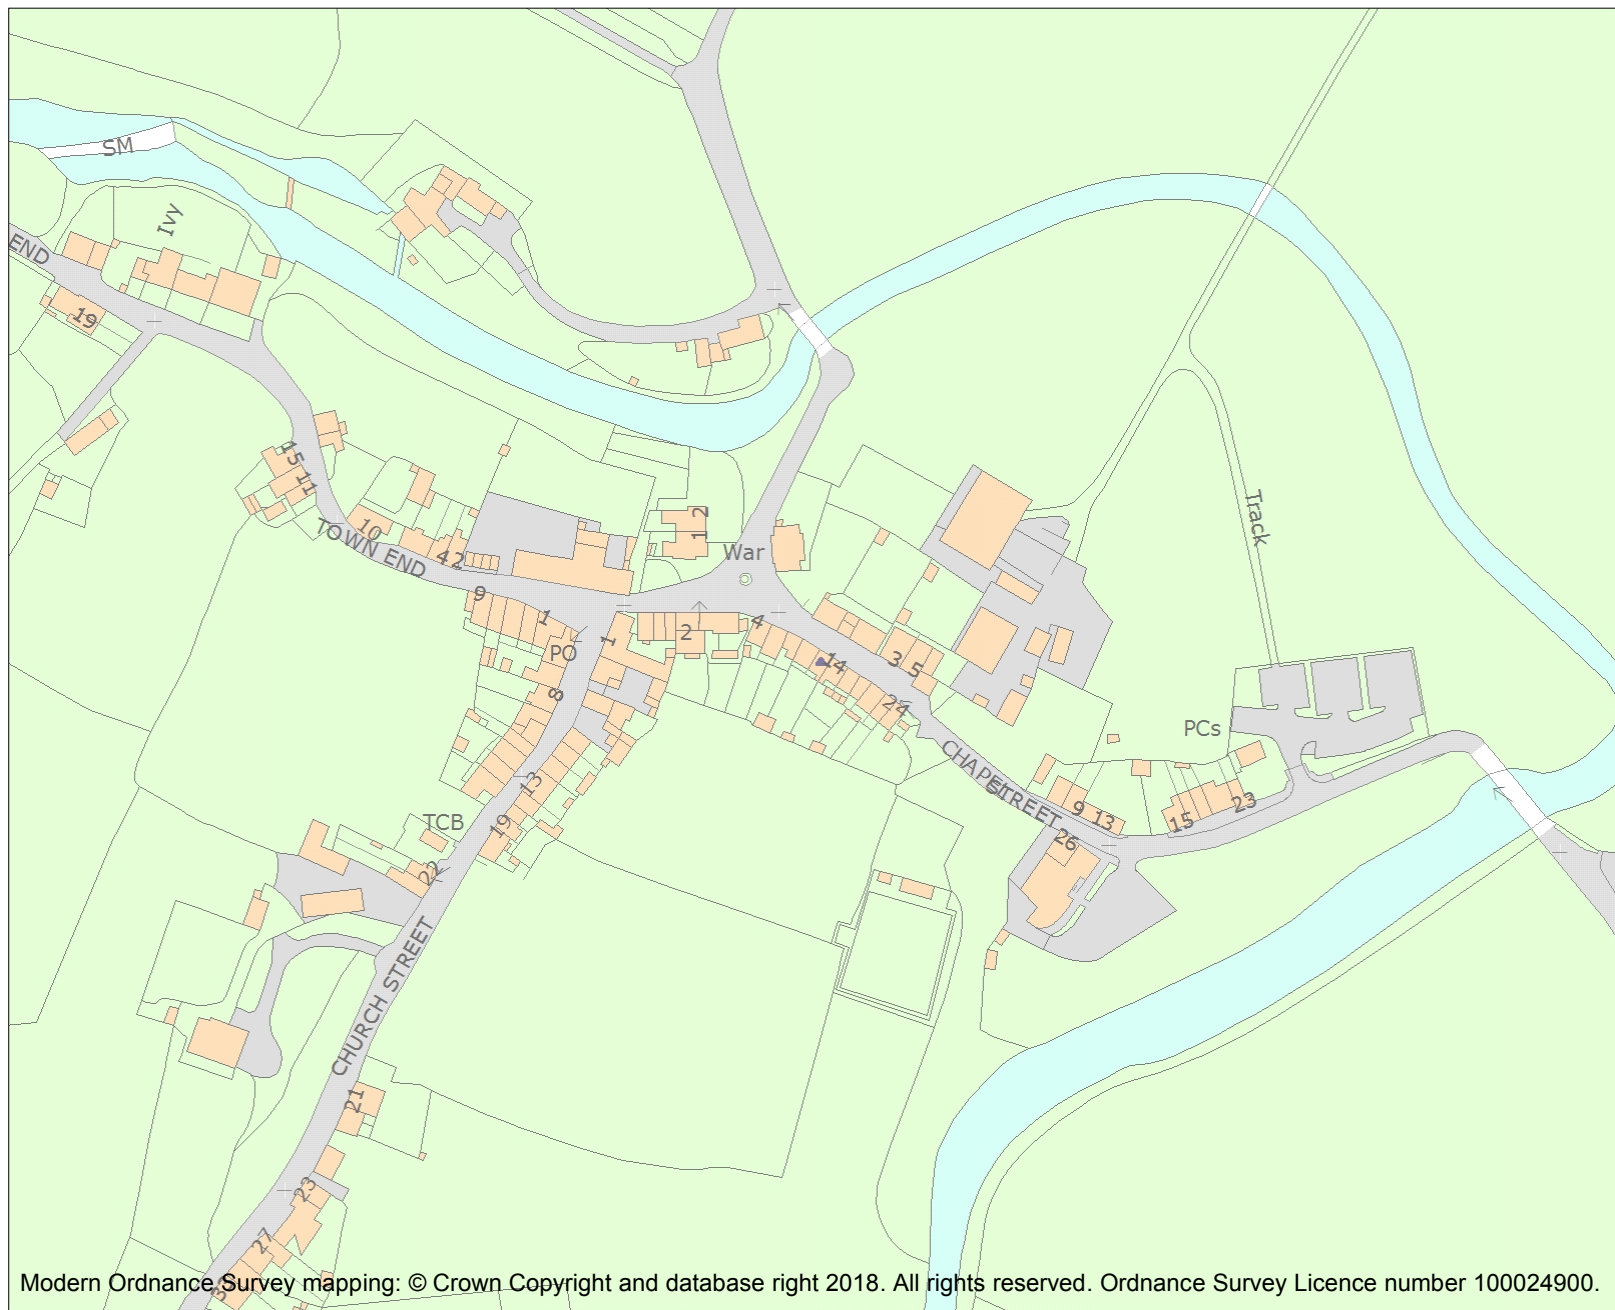 SM
Ivy
END
19
15
11
10
TOWN END
4 2
12
1
War
Track
9
1
PO
1
2
4
14
3 5
8
24
PCs
CHAPEL
STREET
13
9 13
15
23
19
26
TCB
22
CHURCH STREET
21
23
27
Modern Ordnance Survey mapping: © Crown Copyright and database right 2018. All rights reserved. Ordnance Survey Licence number 100024900.